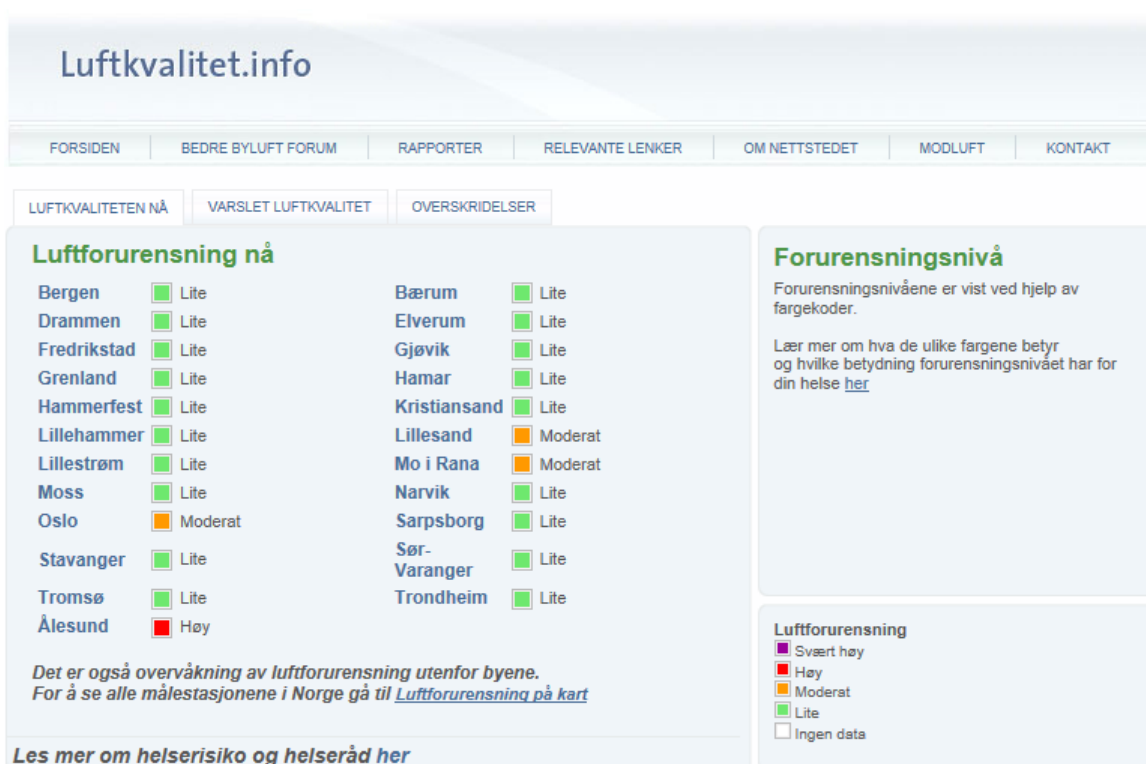 Luftkvalitet.info
FORSIDEN BEDRE BYLUFT FORUM RAPPORTER RELEVANTE LENKER OM NETTSTEDET MODLUFT KONTAKT
LUFTKVALITETEN NÅ VARSLET LUFTKVALITET OVERSKRIDELSER
Luftforurensning nå
Bergen Lite Bærum Lite
Drammen Lite Elverum Lite
Fredrikstad Lite Gjøvik Lite
Grenland Lite Hamar Lite
Hammerfest Lite Kristiansand Lite
Lillehammer Lite Lillesand Moderat
Lillestrøm Lite Mo i Rana Moderat
Moss Lite Narvik Lite
Oslo Moderat Sarpsborg Lite
Stavanger Lite Sør-
Varanger Lite
Tromsø Lite Trondheim Lite
Ålesund Høy
Det er også overvåkning av luftforurensning utenfor byene.
For å se alle målestasjonene i Norge gå til Luftforurensning på kart
Les mer om helserisiko og helseråd her
Forurensningsnivå
Forurensningsnivåene er vist ved hjelp av
fargekoder.
Lær mer om hva de ulike fargene betyr
og hvilke betydning forurensningsnivået har for
din helse her
Luftforurensning
Svært høy
Høy
Moderat
Lite
Ingen data